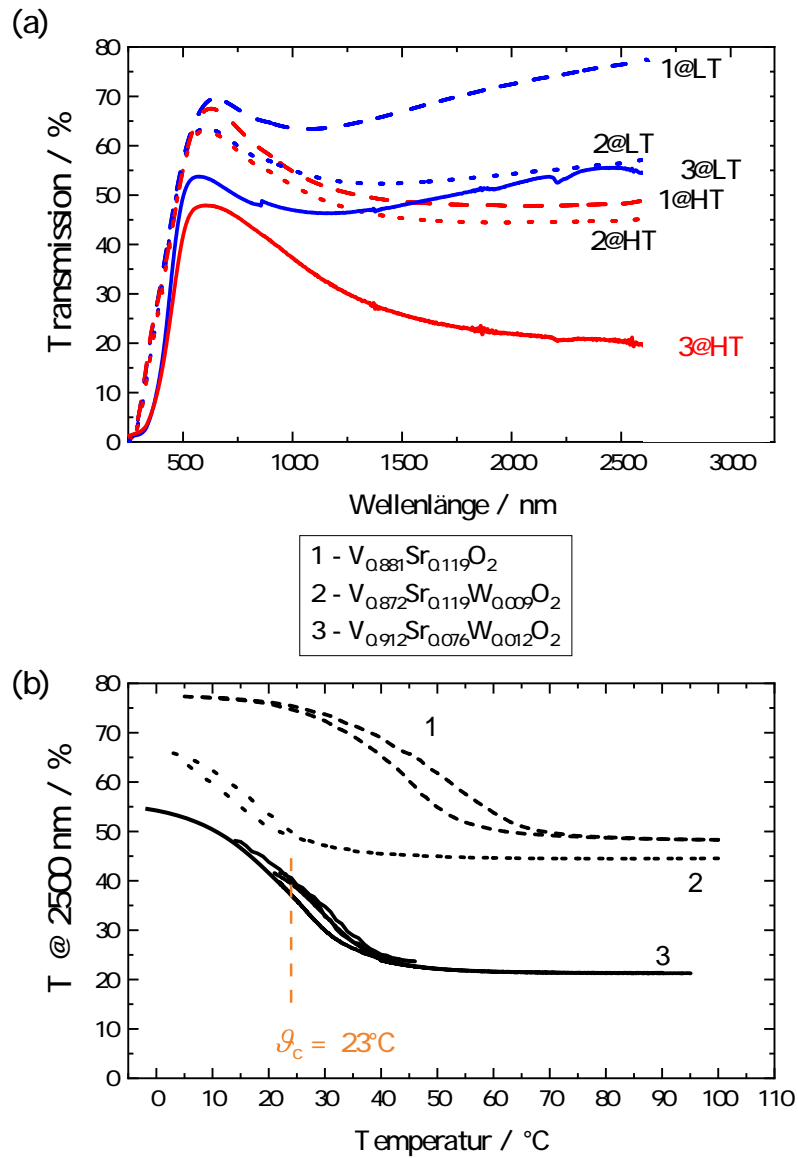 (a)
80
70
60
50
40
30
20
10
0
Transmission / %
1@LT
2@LT
3@LT
1@HT
2@HT
3@HT
500 1000 1500 2000 2500 3000
Wellenlänge / nm
1 - V0.881Sr0.119O2
2 - V0.872Sr0.119W0.009O2
3 - V0.912Sr0.076W0.012O2
(b)
80
70
60
50
40
30
20
10
0
T @ 2500 nm / %
1
2
3
ϑc = 23°C
0 10 20 30 40 50 60 70 80 90 100 110
Temperatur / °C